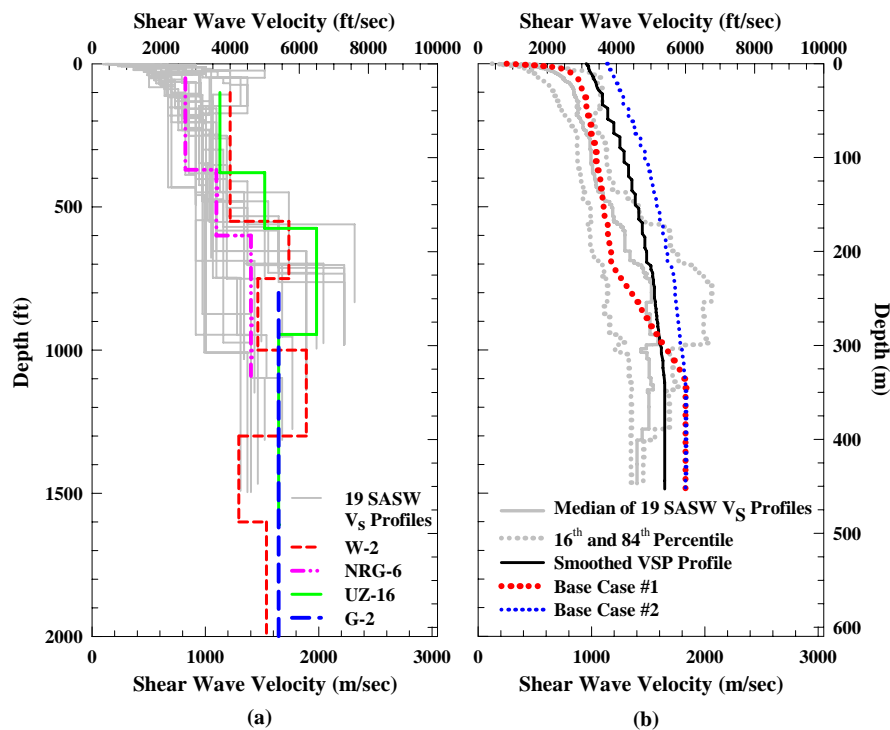 Shear Wave Velocity (ft/sec)
0 2000 4000 6000 8000 10000
0
500
1000
1500
2000
Depth (ft)
19 SASW
VS Profiles
W-2
NRG-6
UZ-16
G-2
0 1000 2000 3000
Shear Wave Velocity (m/sec)
(a)
Shear Wave Velocity (ft/sec)
0 2000 4000 6000 8000 10000
0
100
200
300
400
500
600
Depth (m)
Median of 19 SASW VS Profiles
16th and 84th Percentile
Smoothed VSP Profile
Base Case #1
Base Case #2
0 1000 2000 3000
Shear Wave Velocity (m/sec)
(b)